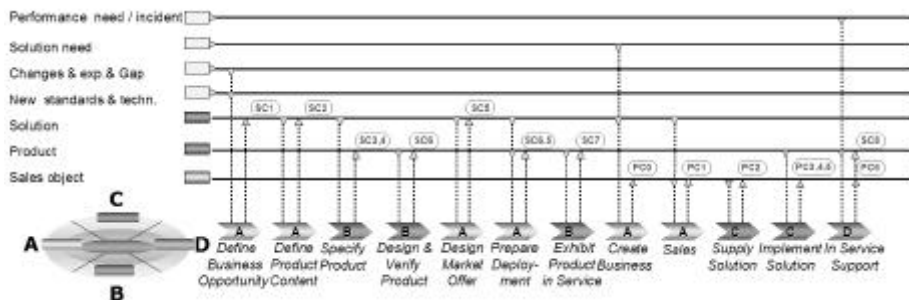 Performance need / incident
Solution need
Changes & exp & Gap
New standards & techn.
Solution
Product
Sales object
SC1
SC2
SC3,4
SC6
SC5
SC6.5
SC7
PC0
PC1
PC2
PC3,4,5
SC8
PC6
A
B
C
D
A
A
B
B
A
A
B
A
A
C
C
D
Define
Business
Opportunity
Define
Product
Content
Specify
Product
Design &
Verify
Product
Design
Market
Offer
Prepare
Deploy-
ment
Exhibit
Product
in Service
Create
Business
Sales
Supply
Solution
Implement
Solution
In Service
Support